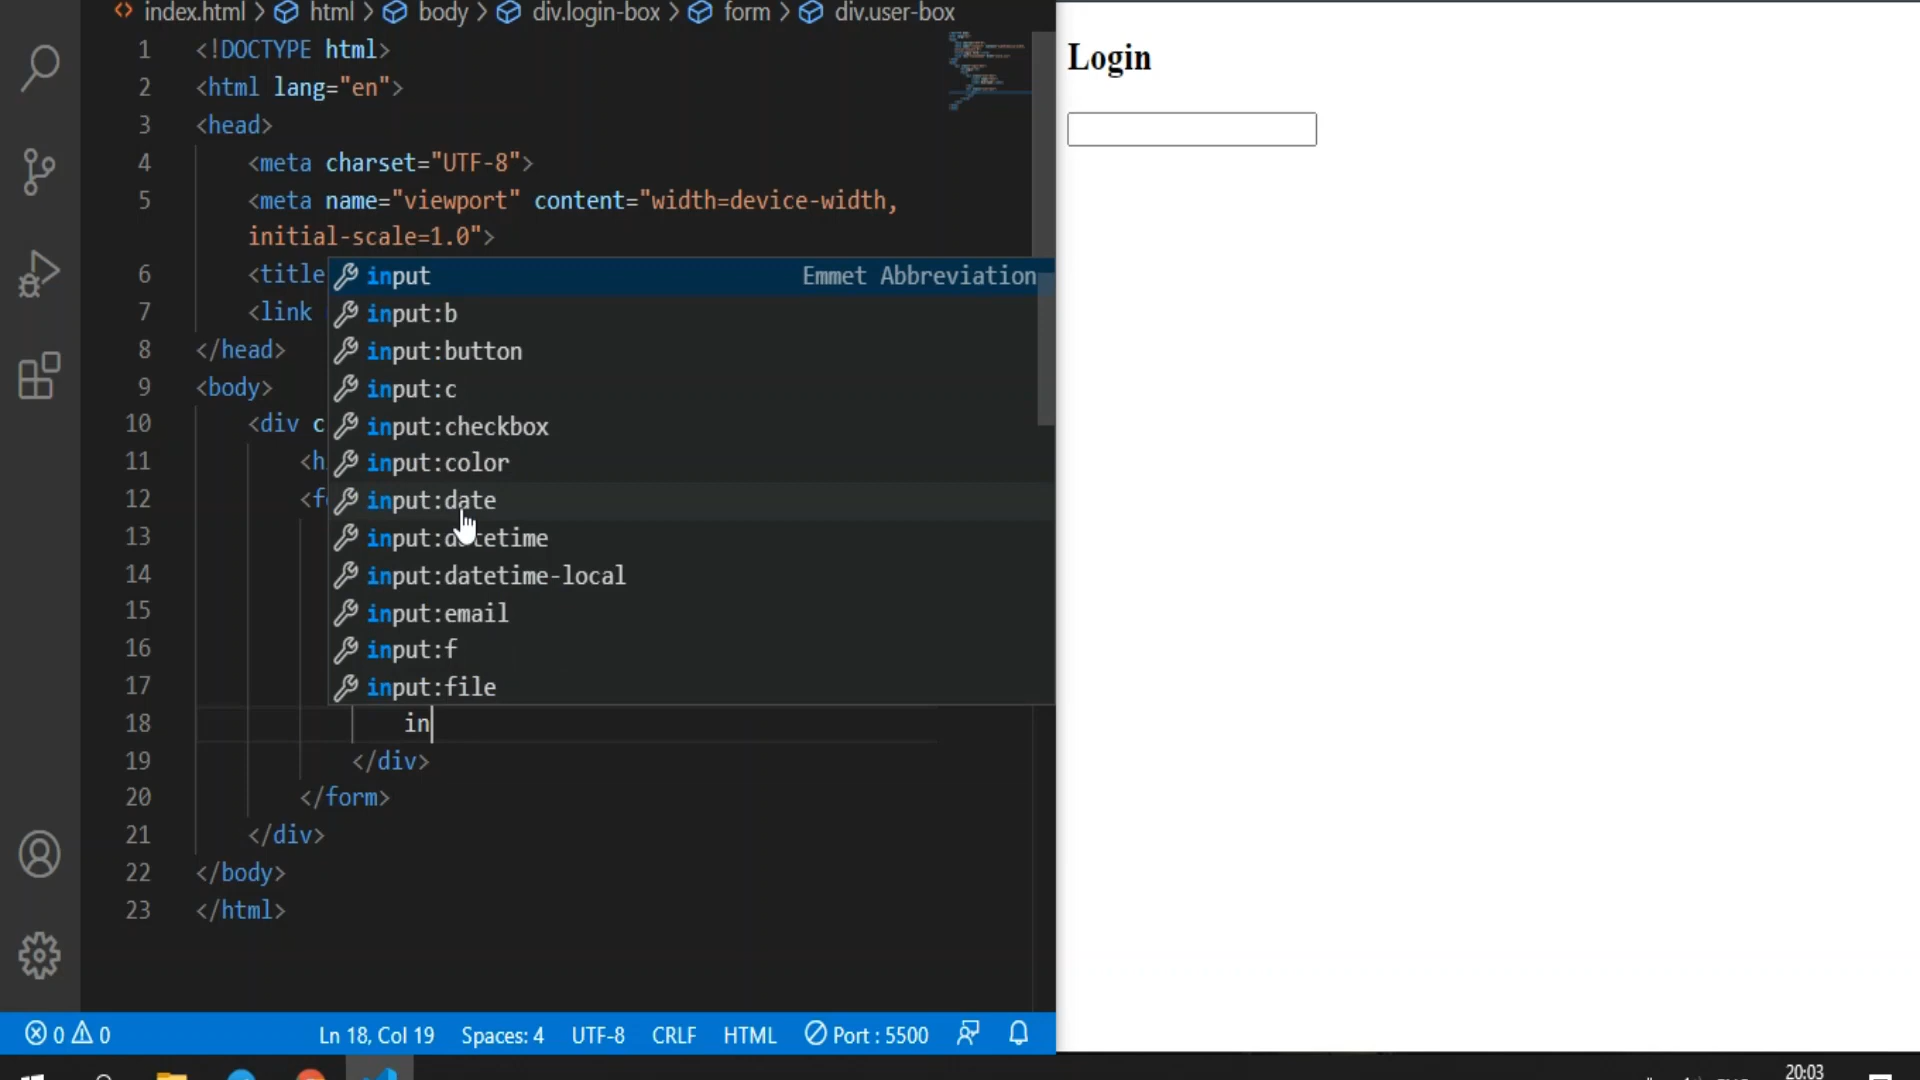 index.html > html > body > div.login-box > form > div.user-box
1 <!DOCTYPE html>
2 <html lang="en">
3 <head>
4 <meta charset="UTF-8">
5 <meta name="viewport" content="width=device-width,
initial-scale=1.0">
6 <title
7 <link
8 </head>
9 <body>
10 <div c
11 <h
12 <f
13
14
15
16
17
18 in
19 </div>
20 </form>
21 </div>
22 </body>
23 </html>
input Emmet Abbreviation
input:b
input:button
input:c
input:checkbox
input:color
input:date
input:datetime
input:datetime-local
input:email
input:f
input:file
0 0 Ln 18, Col 19 Spaces: 4 UTF-8 CRLF HTML Port : 5500
Login
20:03